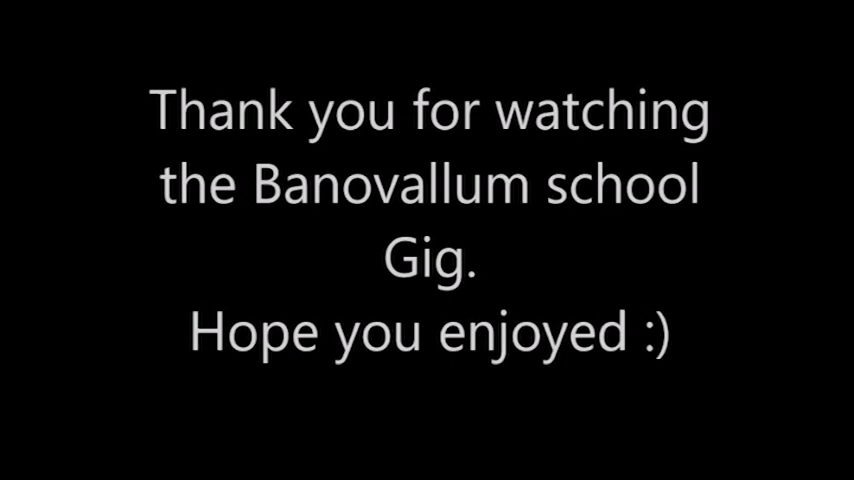 Thank you for watching
the Banovallum school
Gig.
Hope you enjoyed :)